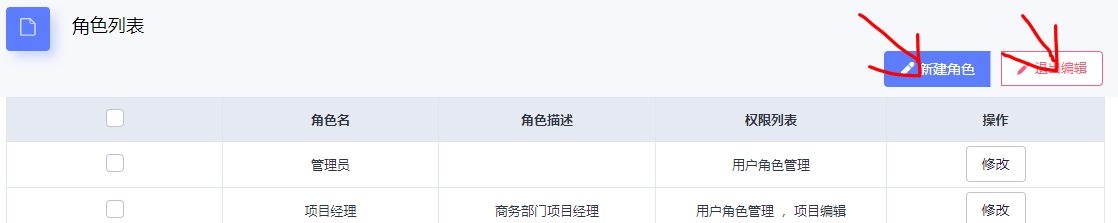 角色列表
新建角色 退出编辑
角色名 角色描述 权限列表 操作
管理员 用户角色管理 修改
项目经理 商务部门项目经理 用户角色管理 ，项目编辑 修改